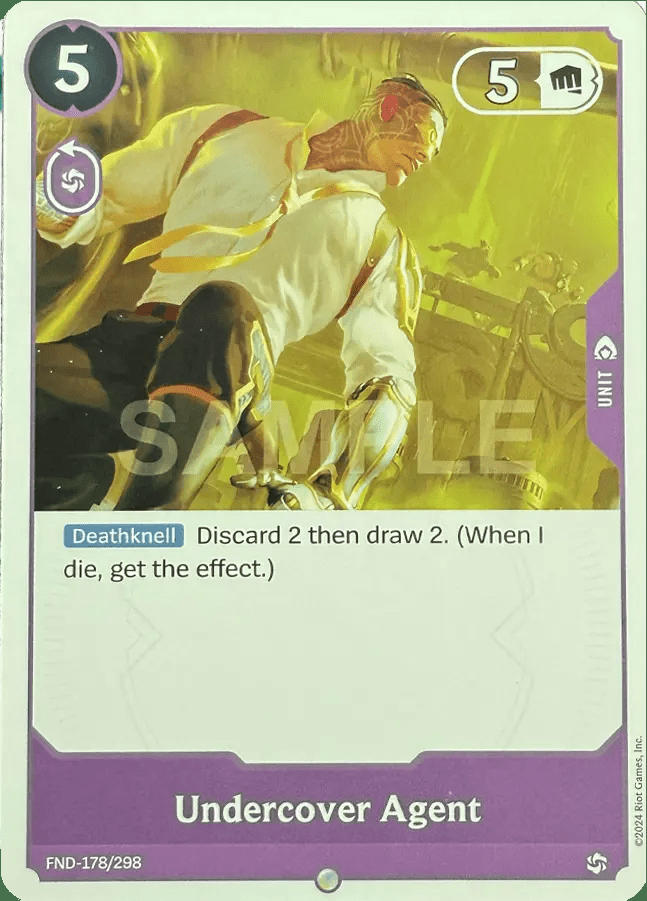 5
5
UNIT
SAMPLE
Deathknell Discard 2 then draw 2. (When I
die, get the effect.)
Undercover Agent
FND-178/298
©2024 Riot Games, Inc.